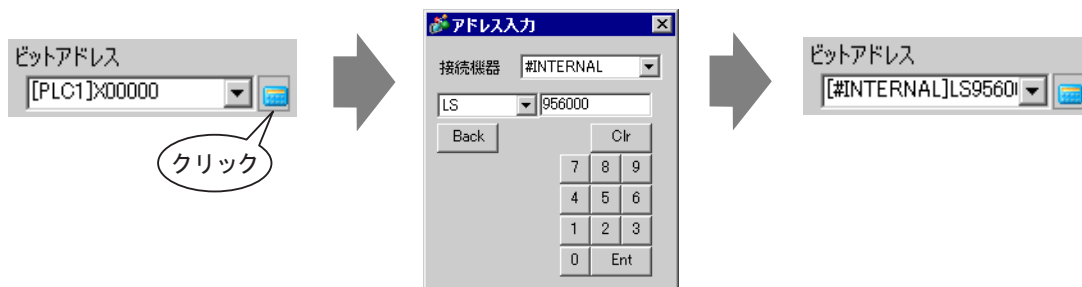 ビットアドレス
[PLC1]X00000
クリック
アドレス入力
接続機器 #INTERNAL
LS 956000
Back Clr
7 8 9
4 5 6
1 2 3
0 Ent
ビットアドレス
[#INTERNAL]LS9560